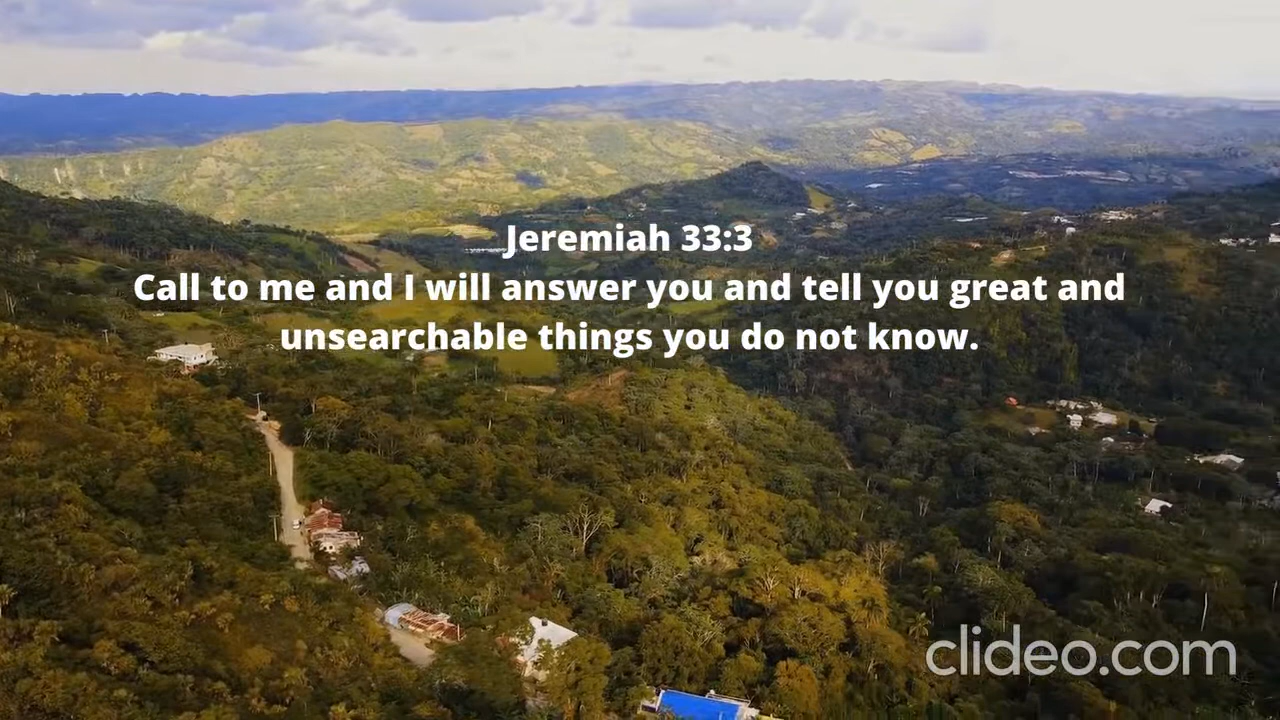 Jeremiah 33:3
Call to me and I will answer you and tell you great and
unsearchable things you do not know.
clideo.com